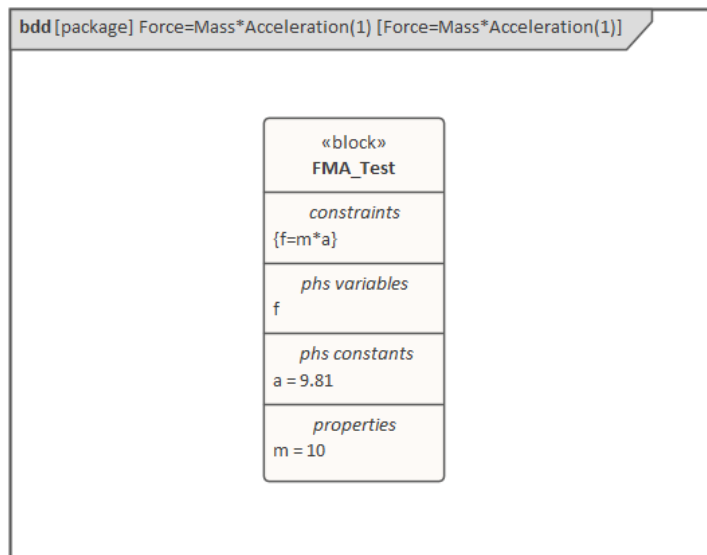 bdd [package] Force=Mass*Acceleration(1) [Force=Mass*Acceleration(1)]
«block»
FMA_Test
constraints
{f=m*a}
phs variables
f
phs constants
a = 9.81
properties
m = 10